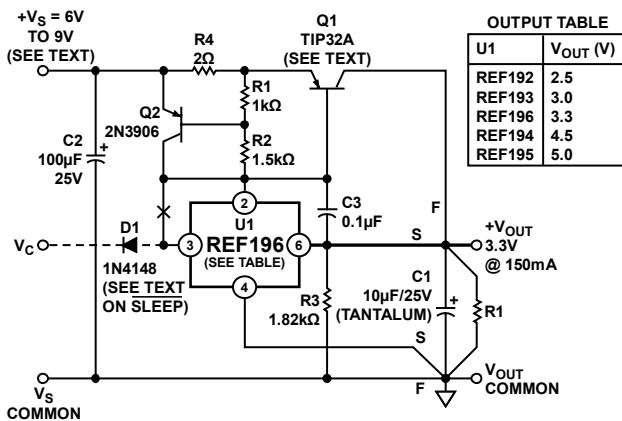 +VS = 6V
TO 9V
(SEE TEXT)
R4
2Ω
Q1
TIP32A
(SEE TEXT)
OUTPUT TABLE
U1 VOUT (V)
REF192 2.5
REF193 3.0
REF196 3.3
REF194 4.5
REF195 5.0
R1
1kΩ
Q2
2N3906
R2
1.5kΩ
C2
100µF
25V
+
C3
0.1µF
F
2
U1
VC
D1
3
REF196
6
S
+VOUT
3.3V
@ 150mA
(SEE TABLE)
1N4148
(SEE TEXT
ON SLEEP)
4
R3
1.82kΩ
C1
10µF/25V
(TANTALUM)
+
R1
S
VS
COMMON
F
VOUT
COMMON